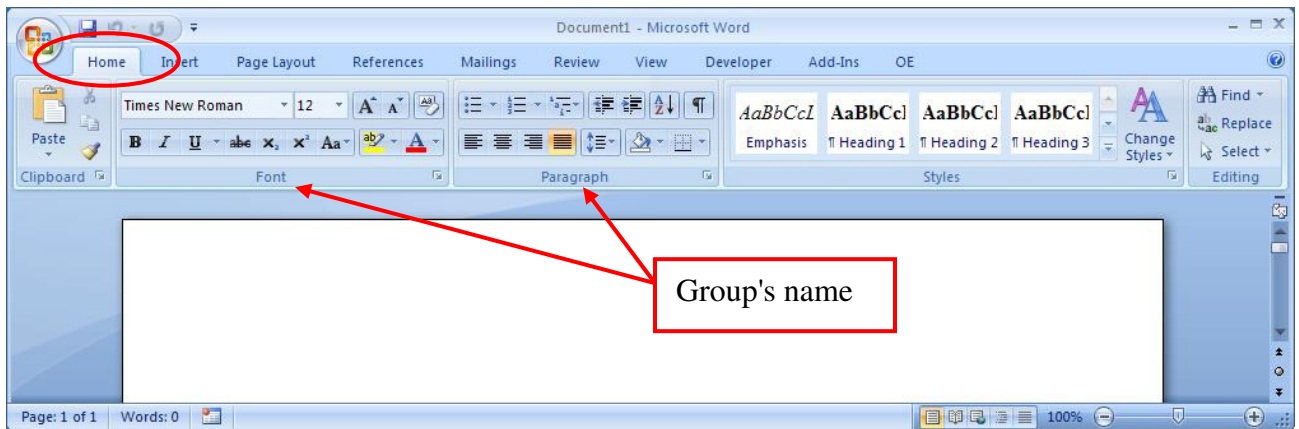 Document1 - Microsoft Word
Home Insert Page Layout References Mailings Review View Developer Add-Ins OE
Times New Roman 12 A A Aa
Find
Paste
B I U abe X₂ X² Aa ab A
AaBbCcI AaBbCcl AaBbCcl AaBbCcl
Replace
Emphasis ¶ Heading 1 ¶ Heading 2 ¶ Heading 3
Change
Styles
Select
Clipboard Font Paragraph Styles Editing
Group's name
Page: 1 of 1 Words: 0 100%